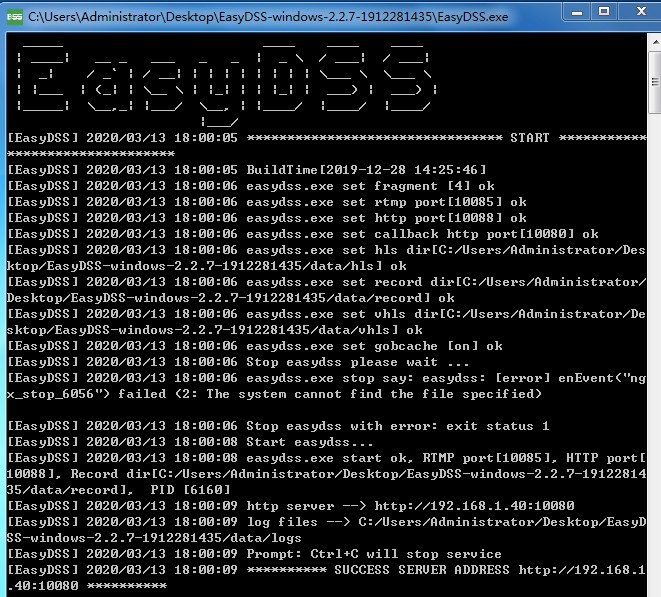 ESS C:\Users\Administrator\Desktop\EasyDSS-windows-2.2.7-1912281435\EasyDSS.exe
EasyDSS
[EasyDSS] 2020/03/13 18:00:05 ******************************** START ***********
*********************
[EasyDSS] 2020/03/13 18:00:05 BuildTime[2019-12-28 14:25:46]
[EasyDSS] 2020/03/13 18:00:06 easydss.exe set fragment [4] ok
[EasyDSS] 2020/03/13 18:00:06 easydss.exe set rtmp port[10085] ok
[EasyDSS] 2020/03/13 18:00:06 easydss.exe set http port[10088] ok
[EasyDSS] 2020/03/13 18:00:06 easydss.exe set callback http port[10080] ok
[EasyDSS] 2020/03/13 18:00:06 easydss.exe set hls dir[C:/Users/Administrator/Des
ktop/EasyDSS-windows-2.2.7-1912281435/data/hls] ok
[EasyDSS] 2020/03/13 18:00:06 easydss.exe set record dir[C:/Users/Administrator/
Desktop/EasyDSS-windows-2.2.7-1912281435/data/record] ok
[EasyDSS] 2020/03/13 18:00:06 easydss.exe set vhls dir[C:/Users/Administrator/De
sktop/EasyDSS-windows-2.2.7-1912281435/data/vhls] ok
[EasyDSS] 2020/03/13 18:00:06 easydss.exe set gobcache [on] ok
[EasyDSS] 2020/03/13 18:00:06 Stop easydss please wait ...
[EasyDSS] 2020/03/13 18:00:06 easydss.exe stop say: easydss: [error] enEvent("ng
x_stop_6056") failed (2: The system cannot find the file specified)
[EasyDSS] 2020/03/13 18:00:06 Stop easydss with error: exit status 1
[EasyDSS] 2020/03/13 18:00:08 Start easydss...
[EasyDSS] 2020/03/13 18:00:08 easydss.exe start ok, RTMP port[10085], HTTP port[
10088], Record dir[C:/Users/Administrator/Desktop/EasyDSS-windows-2.2.7-19122814
35/data/record],  PID [6160]
[EasyDSS] 2020/03/13 18:00:09 http server --> http://192.168.1.40:10080
[EasyDSS] 2020/03/13 18:00:09 log files --> C:/Users/Administrator/Desktop/EasyD
SS-windows-2.2.7-1912281435/data/logs
[EasyDSS] 2020/03/13 18:00:09 Prompt: Ctrl+C will stop service
[EasyDSS] 2020/03/13 18:00:09 ********** SUCCESS SERVER ADDRESS http://192.168.1
.40:10080 **********